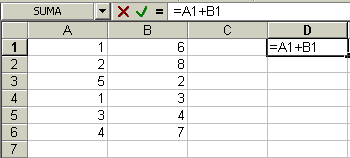 SUMA =A1+B1
A B C D
1 1 6 =A1+B1
2 2 8
3 5 2
4 1 3
5 3 4
6 4 7
7